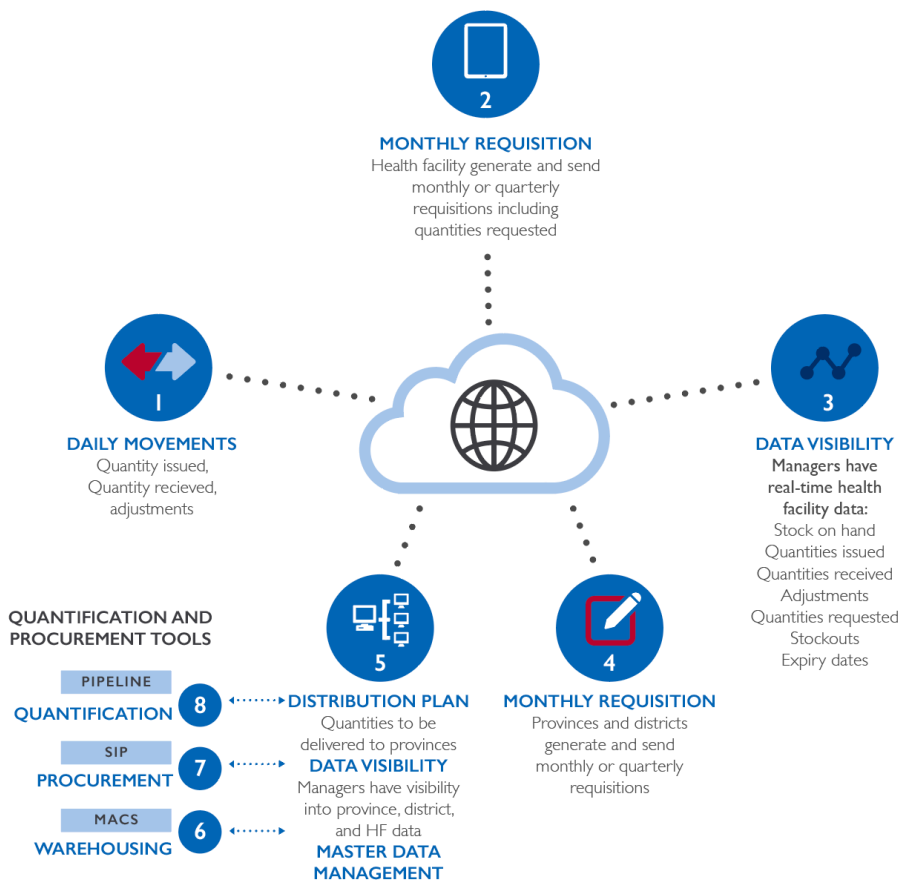 2
MONTHLY REQUISITION
Health facility generate and send
monthly or quarterly
requisitions including
quantities requested
1
DAILY MOVEMENTS
Quantity issued,
Quantity recieved,
adjustments
3
DATA VISIBILITY
Managers have
real-time health
facility data:
Stock on hand
Quantities issued
Quantities received
Adjustments
Quantities requested
Stockouts
Expiry dates
4
MONTHLY REQUISITION
Provinces and districts
generate and send
monthly or quarterly
requisitions
5
DISTRIBUTION PLAN
Quantities to be
delivered to provinces
DATA VISIBILITY
Managers have visibility
into province, district,
and HF data
MASTER DATA
MANAGEMENT
QUANTIFICATION AND
PROCUREMENT TOOLS
PIPELINE
QUANTIFICATION
8
SIP
PROCUREMENT
7
MACS
WAREHOUSING
6